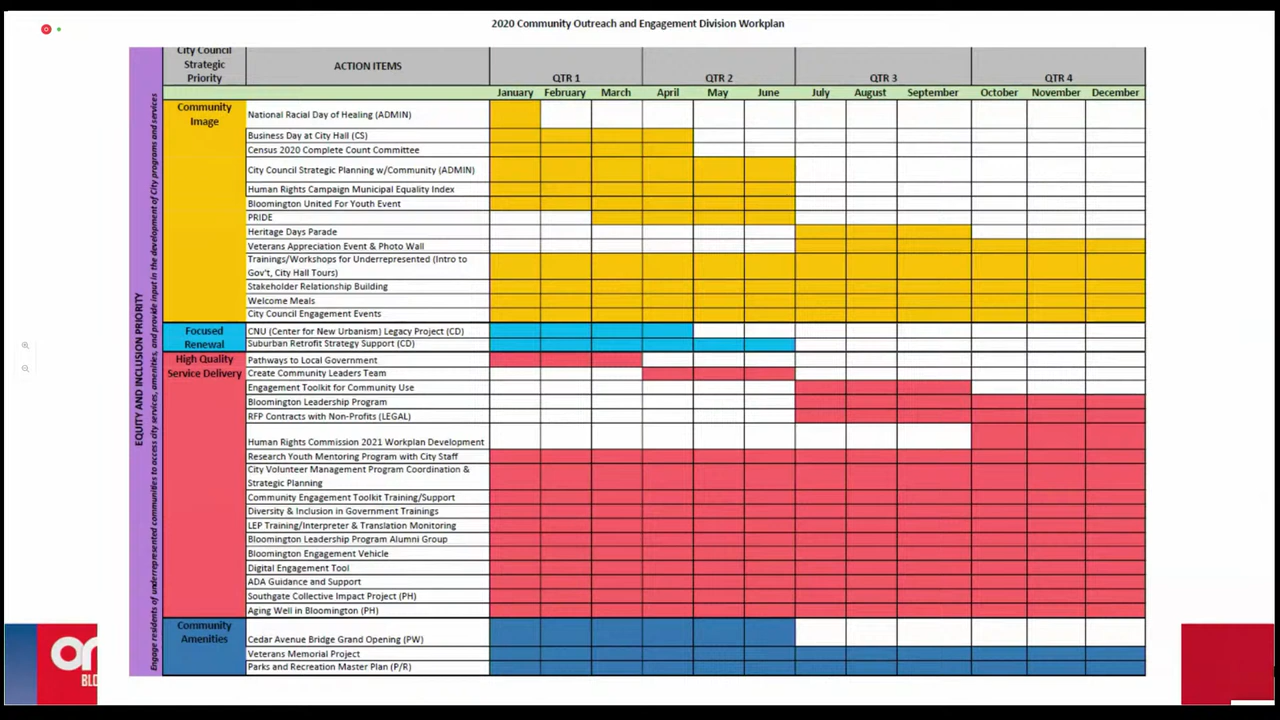 2020 Community Outreach and Engagement Division Workplan
City Council
Strategic
Priority
ACTION ITEMS
QTR 1
QTR 2
QTR 3
QTR 4
January February March April May June July August September October November December
EQUITY AND INCLUSION PRIORITY
Engage residents of underrepresented communities to access city services, amenities, and provide input in the development of City programs and services
Community
Image
National Racial Day of Healing (ADMIN)
Business Day at City Hall (CS)
Census 2020 Complete Count Committee
City Council Strategic Planning w/Community (ADMIN)
Human Rights Campaign Municipal Equality Index
Bloomington United For Youth Event
PRIDE
Heritage Days Parade
Veterans Appreciation Event & Photo Wall
Trainings/Workshops for Underrepresented (Intro to
Gov't, City Hall Tours)
Stakeholder Relationship Building
Welcome Meals
City Council Engagement Events
Focused
Renewal
CNU (Center for New Urbanism) Legacy Project (CD)
Suburban Retrofit Strategy Support (CD)
High Quality
Service Delivery
Pathways to Local Government
Create Community Leaders Team
Engagement Toolkit for Community Use
Bloomington Leadership Program
RFP Contracts with Non-Profits (LEGAL)
Human Rights Commission 2021 Workplan Development
Research Youth Mentoring Program with City Staff
City Volunteer Management Program Coordination &
Strategic Planning
Community Engagement Toolkit Training/Support
Diversity & Inclusion in Government Trainings
LEP Training/Interpreter & Translation Monitoring
Bloomington Leadership Program Alumni Group
Bloomington Engagement Vehicle
Digital Engagement Tool
ADA Guidance and Support
Southgate Collective Impact Project (PH)
Aging Well in Bloomington (PH)
Community
Amenities
Cedar Avenue Bridge Grand Opening (PW)
Veterans Memorial Project
Parks and Recreation Master Plan (P/R)